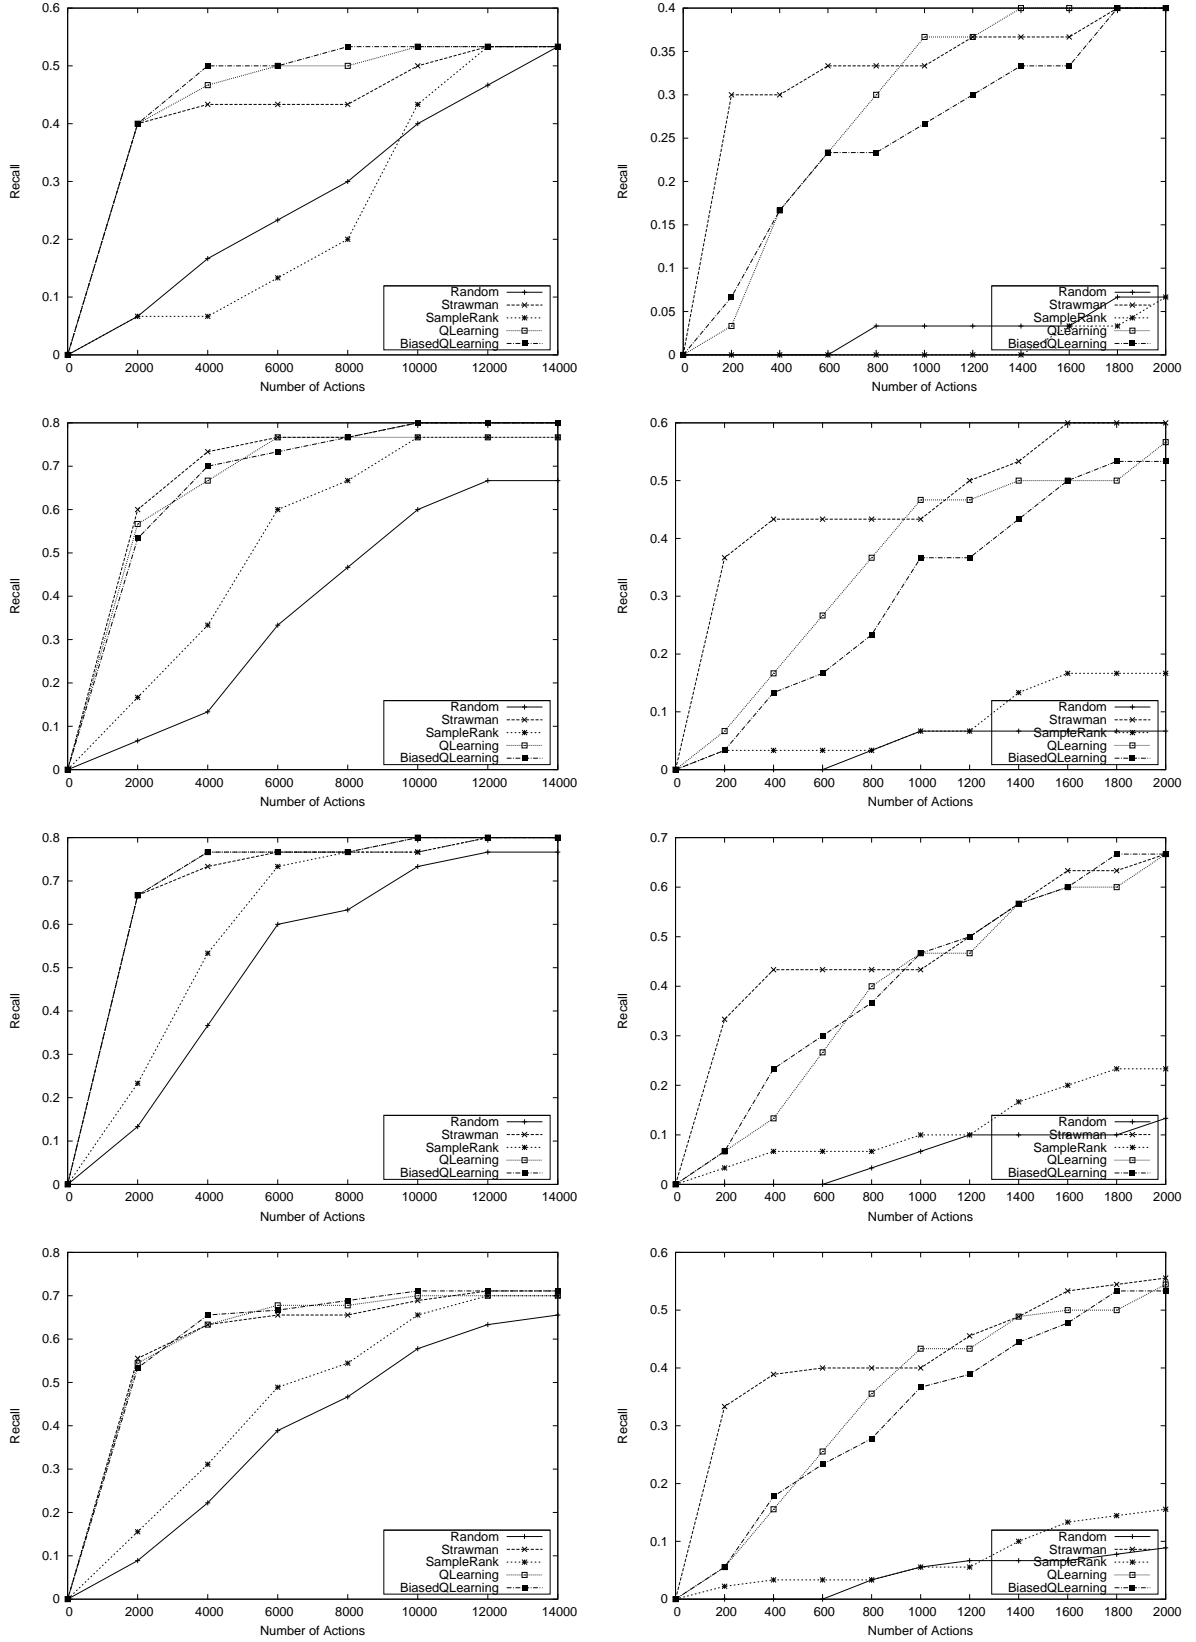 0.6
0.5
0.4
0.3
0.2
0.1
0
Recall
Random
Strawman
SampleRank
QLearning
BiasedQLearning
0 2000 4000 6000 8000 10000 12000 14000
Number of Actions
0.4
0.35
0.3
0.25
0.2
0.15
0.1
0.05
0
Recall
Random
Strawman
SampleRank
QLearning
BiasedQLearning
0 200 400 600 800 1000 1200 1400 1600 1800 2000
Number of Actions
0.8
0.7
0.6
0.5
0.4
0.3
0.2
0.1
0
Recall
Random
Strawman
SampleRank
QLearning
BiasedQLearning
0 2000 4000 6000 8000 10000 12000 14000
Number of Actions
0.6
0.5
0.4
0.3
0.2
0.1
0
Recall
Random
Strawman
SampleRank
QLearning
BiasedQLearning
0 200 400 600 800 1000 1200 1400 1600 1800 2000
Number of Actions
0.8
0.7
0.6
0.5
0.4
0.3
0.2
0.1
0
Recall
Random
Strawman
SampleRank
QLearning
BiasedQLearning
0 2000 4000 6000 8000 10000 12000 14000
Number of Actions
0.7
0.6
0.5
0.4
0.3
0.2
0.1
0
Recall
Random
Strawman
SampleRank
QLearning
BiasedQLearning
0 200 400 600 800 1000 1200 1400 1600 1800 2000
Number of Actions
0.8
0.7
0.6
0.5
0.4
0.3
0.2
0.1
0
Recall
Random
Strawman
SampleRank
QLearning
BiasedQLearning
0 2000 4000 6000 8000 10000 12000 14000
Number of Actions
0.6
0.5
0.4
0.3
0.2
0.1
0
Recall
Random
Strawman
SampleRank
QLearning
BiasedQLearning
0 200 400 600 800 1000 1200 1400 1600 1800 2000
Number of Actions